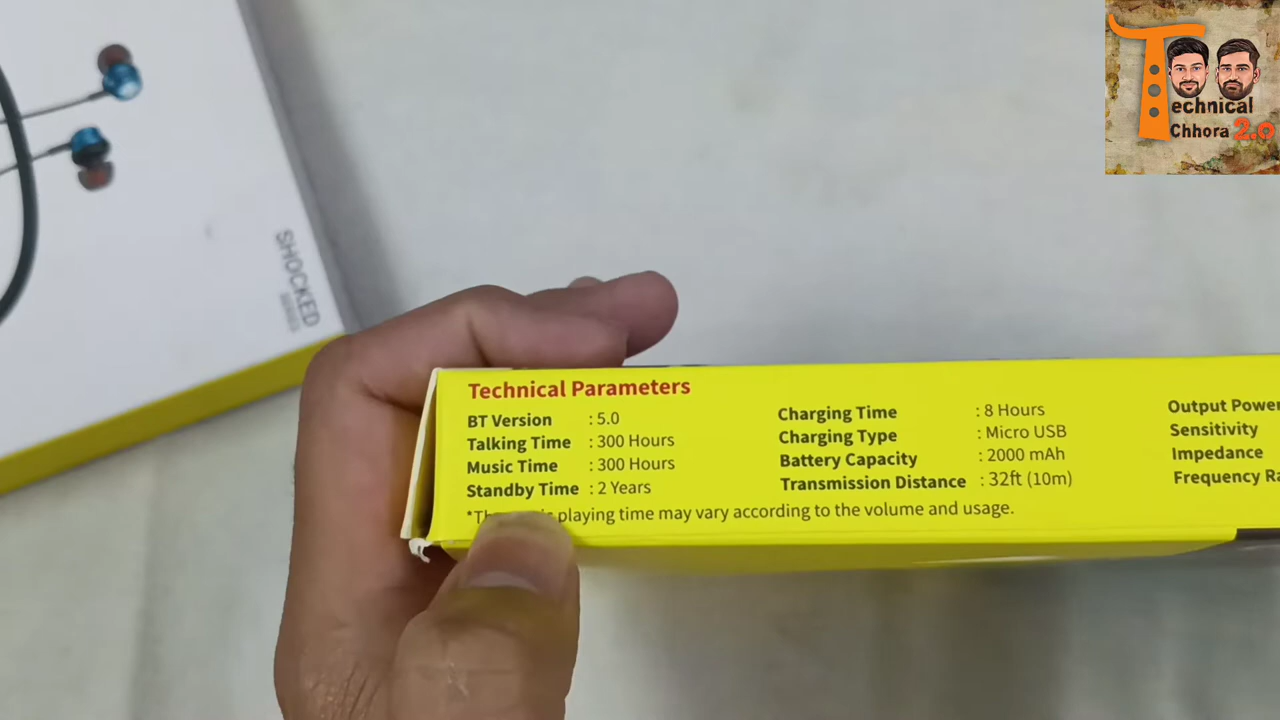 Technical
Chhora 2.0
SHOCKED
SERIES
Technical Parameters
BT Version : 5.0
Talking Time : 300 Hours
Music Time : 300 Hours
Standby Time : 2 Years
Charging Time : 8 Hours
Charging Type : Micro USB
Battery Capacity : 2000 mAh
Transmission Distance : 32ft (10m)
Output Power
Sensitivity
Impedance
Frequency
playing time may vary according to the volume and usage.